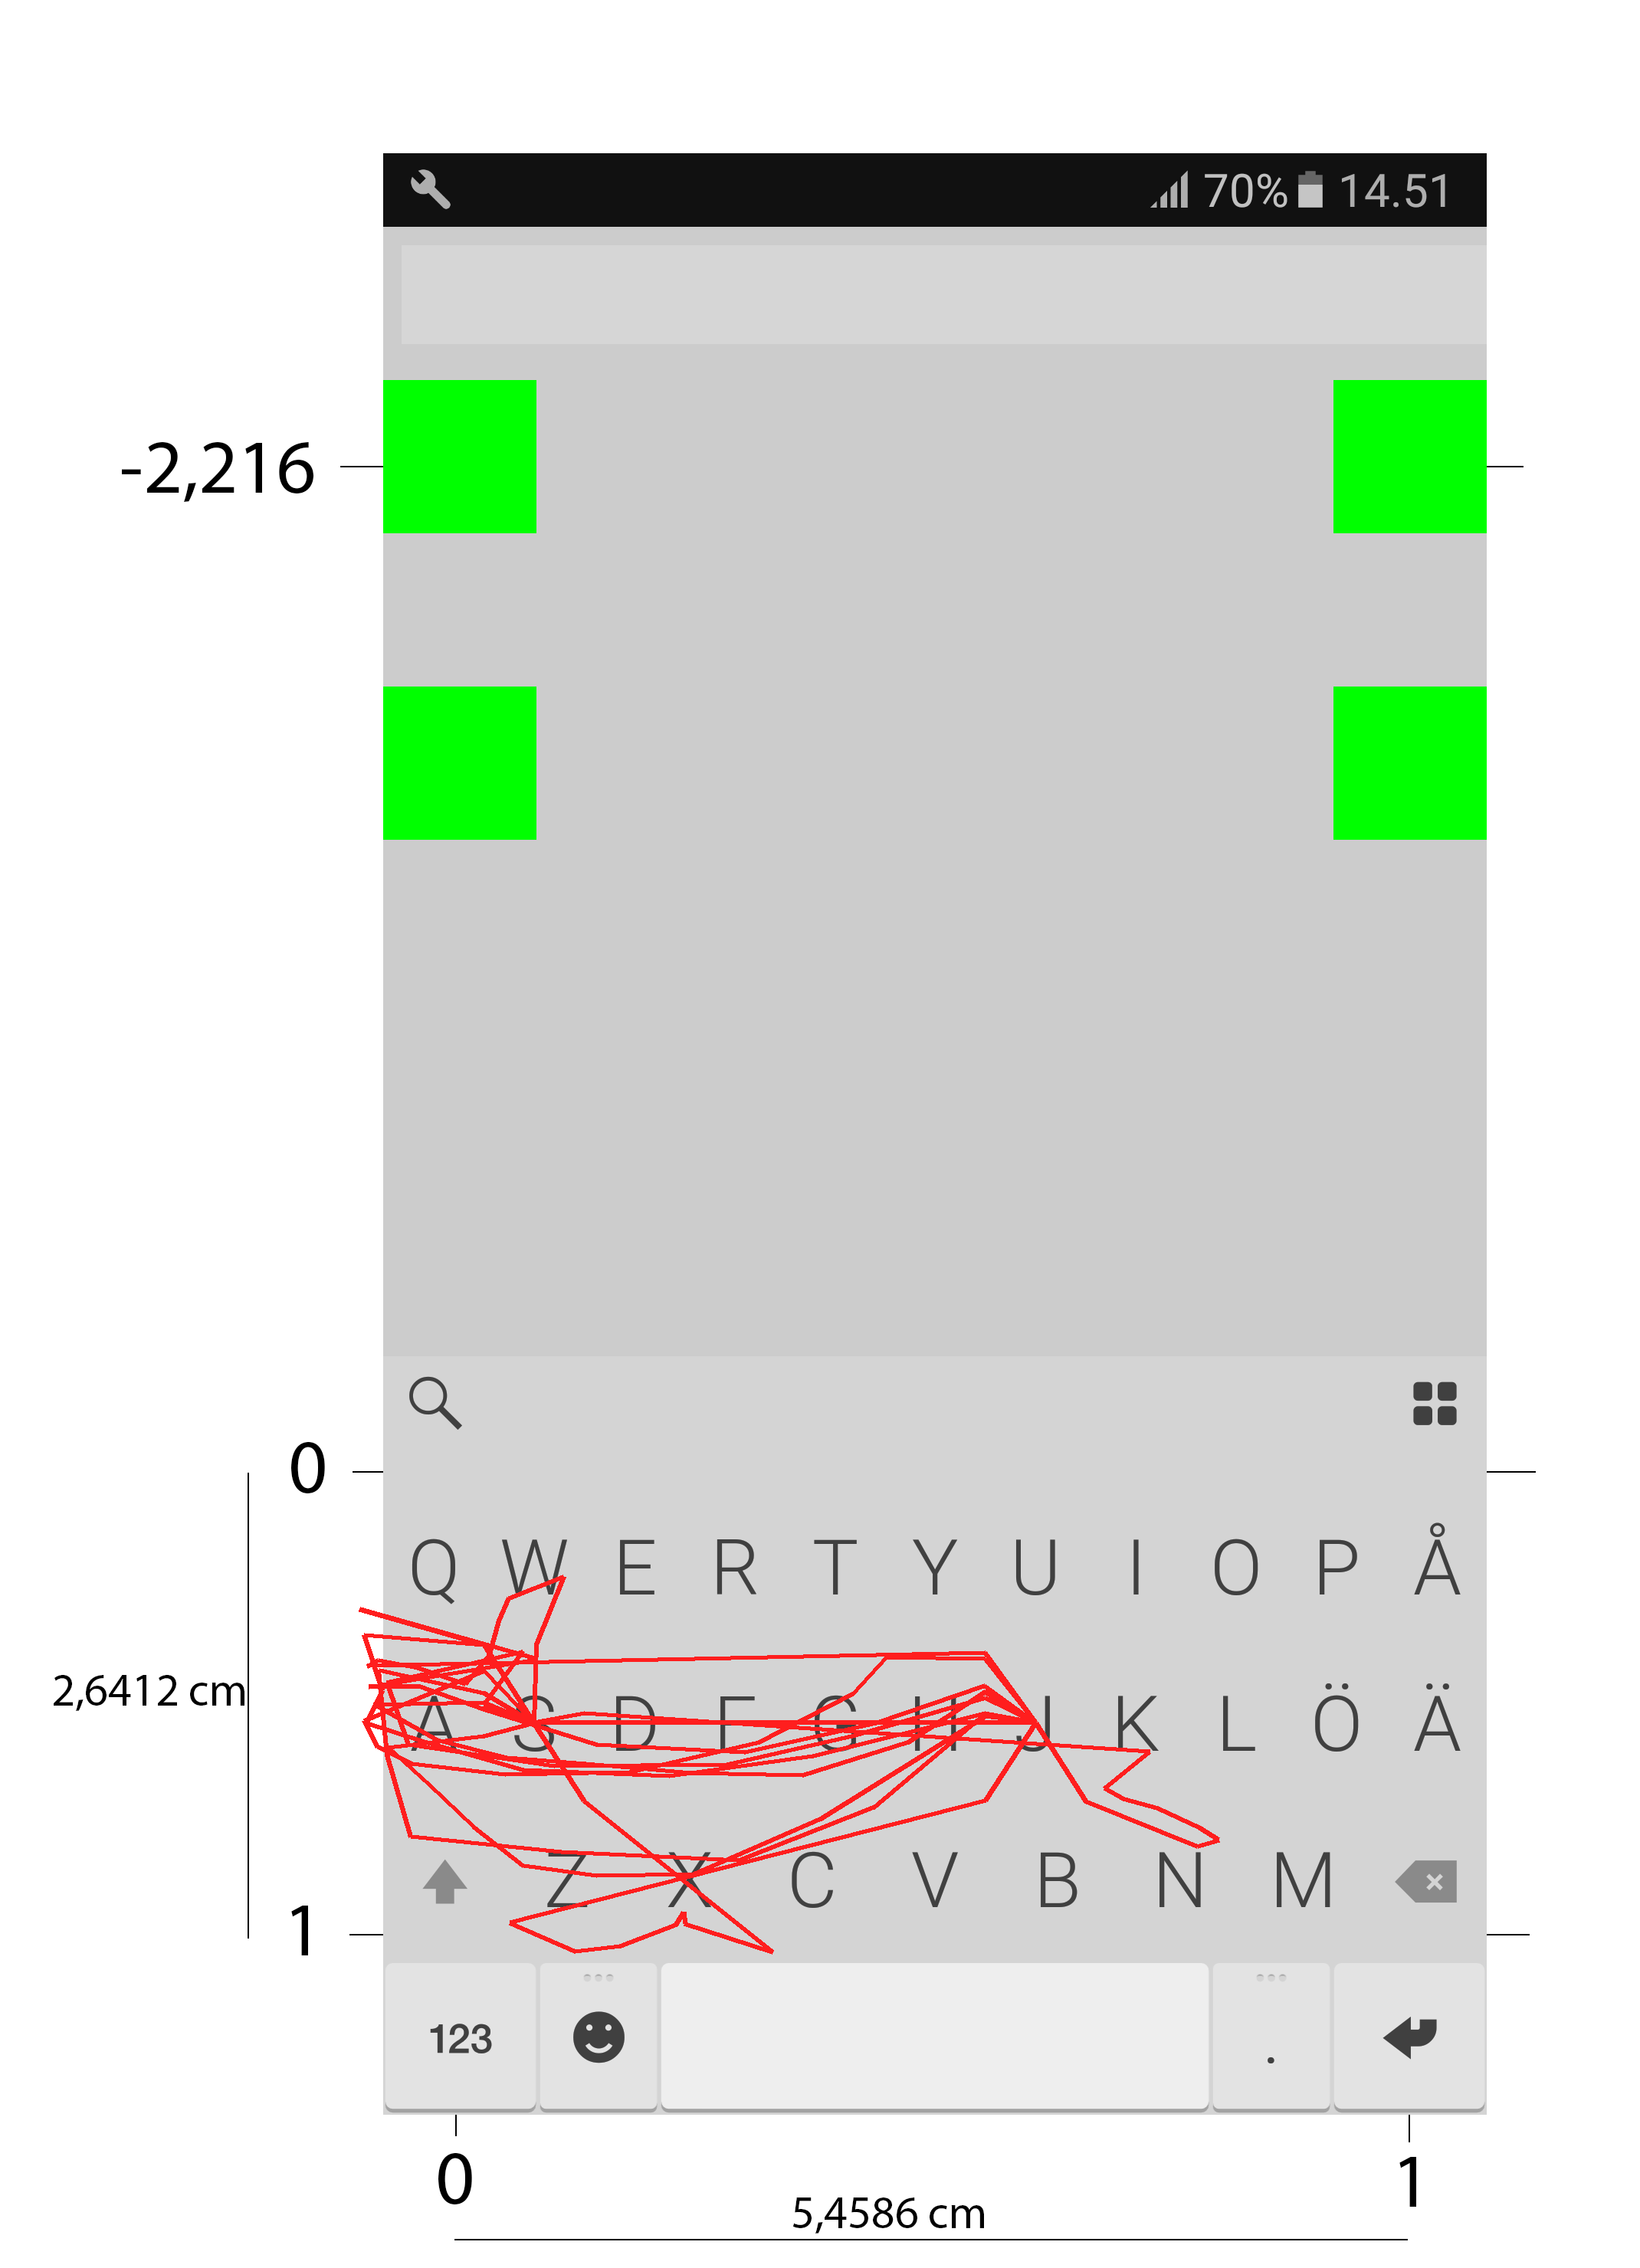 70% 14.51
-2,216
0
Q W E R T Y U I O P Å
2,6412 cm
A S D F G H J K L Ö Ä
Z X C V B N M
1
123 .
0 1
5,4586 cm